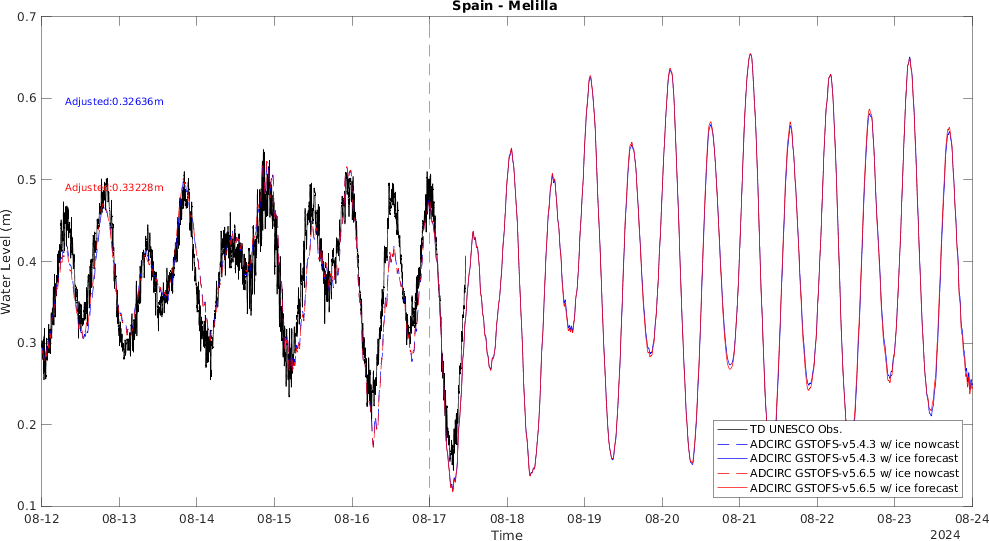 Spain - Melilla
Water Level (m)
0.7
0.6
0.5
0.4
0.3
0.2
0.1
Adjusted:0.32636m
Adjusted:0.33228m
TD UNESCO Obs.
ADCIRC GSTOFS-v5.4.3 w/ ice nowcast
ADCIRC GSTOFS-v5.4.3 w/ ice forecast
ADCIRC GSTOFS-v5.6.5 w/ ice nowcast
ADCIRC GSTOFS-v5.6.5 w/ ice forecast
08-12 08-13 08-14 08-15 08-16 08-17 08-18 08-19 08-20 08-21 08-22 08-23 08-24
Time
2024